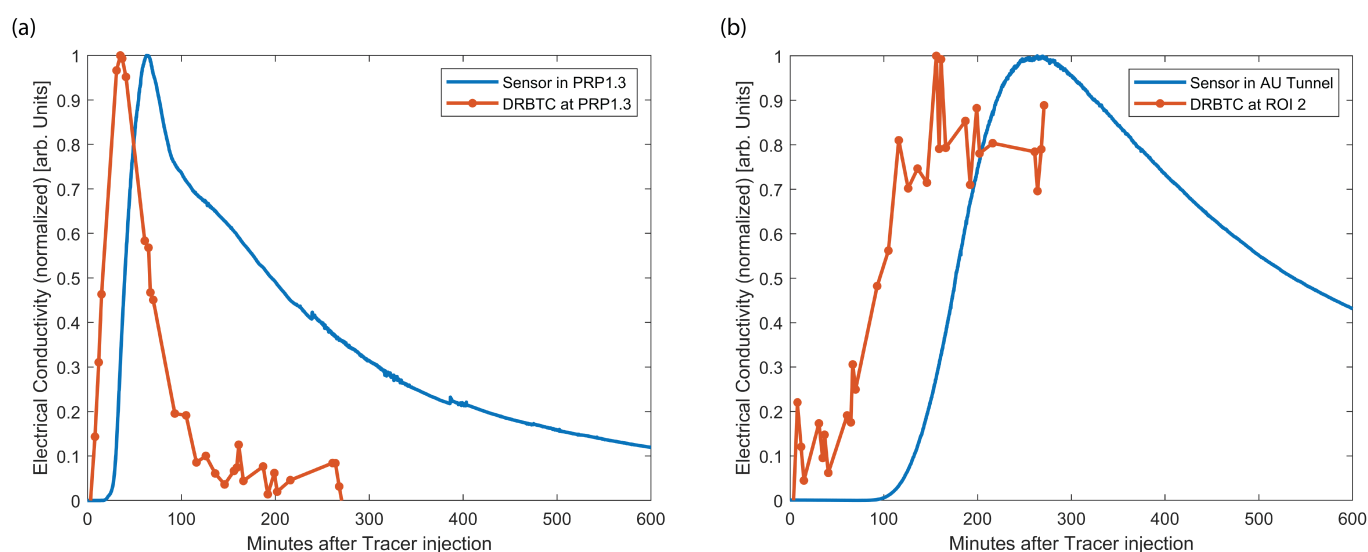 (a)
Electrical Conductivity (normalized) [arb. Units]
1
0.9
0.8
0.7
0.6
0.5
0.4
0.3
0.2
0.1
0
Sensor in PRP1.3
DRBTC at PRP1.3
0 100 200 300 400 500 600
Minutes after Tracer injection
(b)
Electrical Conductivity (normalized) [arb. Units]
1
0.9
0.8
0.7
0.6
0.5
0.4
0.3
0.2
0.1
0
Sensor in AU Tunnel
DRBTC at ROI 2
0 100 200 300 400 500 600
Minutes after Tracer injection